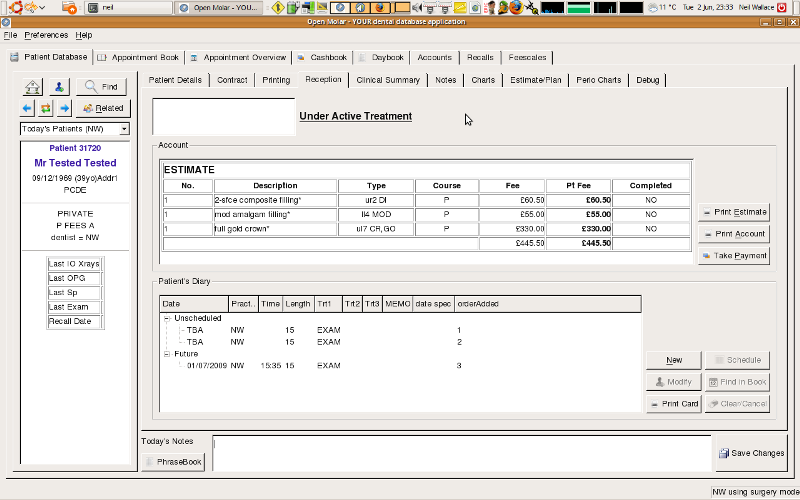 neil
Open Molar - YOU...
11 °C Tue 2 Jun, 23:33 Neil Wallace
Open Molar - YOUR dental database application
File Preferences Help
Patient Database Appointment Book Appointment Overview Cashbook Daybook Accounts Recalls Feescales
Patient Details Contract Printing Reception Clinical Summary Notes Charts Estimate/Plan Perio Charts Debug
Find
Related
Today's Patients (NW)
Patient 31720
Mr Tested Tested
09/12/1969 (39yo)Addr1
PCDE
PRIVATE
P FEES A
dentist = NW
Last IO Xrays
Last OPG
Last Sp
Last Exam
Recall Date
Under Active Treatment
Account
ESTIMATE
No. Description Type Course Fee Pt Fee Completed
1 2-sfce composite filling* ur2 DI P £60.50 £60.50 NO
1 mod amalgam filling* ll4 MOD P £55.00 £55.00 NO
1 full gold crown* ul7 CR,GO P £330.00 £330.00 NO
£445.50 £445.50
Print Estimate
Print Account
Take Payment
Patient's Diary
Date Pract.. Time Length Trt1 Trt2 Trt3 MEMO date spec orderAdded
Unscheduled
TBA NW 15 EXAM 1
TBA NW 15 EXAM 2
Future
01/07/2009 NW 15:35 15 EXAM 3
New Schedule
Modify Find in Book
Print Card Clear/Cancel
Today's Notes
PhraseBook
Save Changes
NW using surgery mode